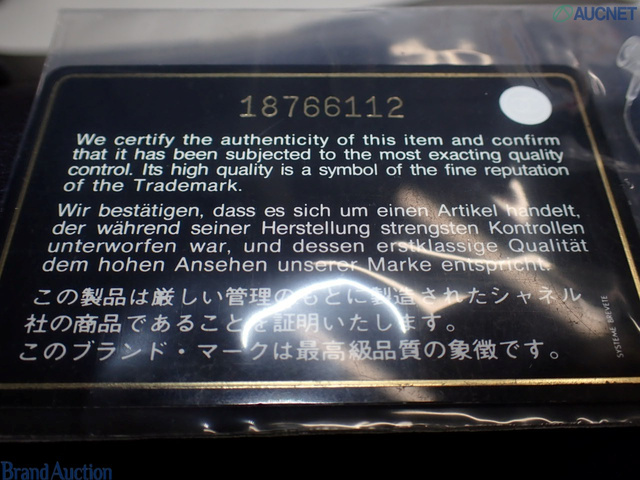 AUCNET
18766112
We certify the authenticity of this item and confirm
that it has been subjected to the most exacting quality
control. Its high quality is a symbol of the fine reputation
of the Trademark.
Wir bestätigen, dass es sich um einen Artikel handelt,
der während seiner Herstellung strengsten Kontrollen
unterworfen war, und dessen erstklassige Qualität
dem hohen Ansehen unserer Marke entspricht.
この製品は厳しい管理のもとに製造されたシャネル
社の商品であることを証明いたします。
このブランド・マークは最高級品質の象徴です。
SYSTEME BREVETE
Brand Auction